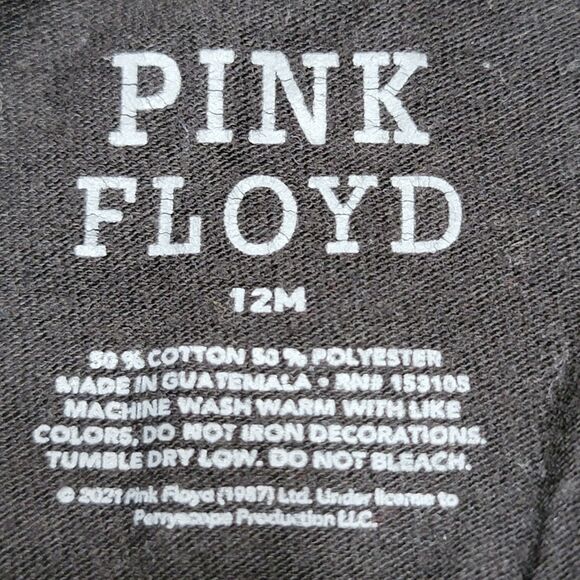 PINK
FLOYD
12M
50 % COTTON 50 % POLYESTER
MADE IN GUATEMALA • RN# 153105
MACHINE WASH WARM WITH LIKE
COLORS, DO NOT IRON DECORATIONS.
TUMBLE DRY LOW. DO NOT BLEACH.
© 2021 Pink Floyd (1987) Ltd. Under license to
Perryscope Production LLC.